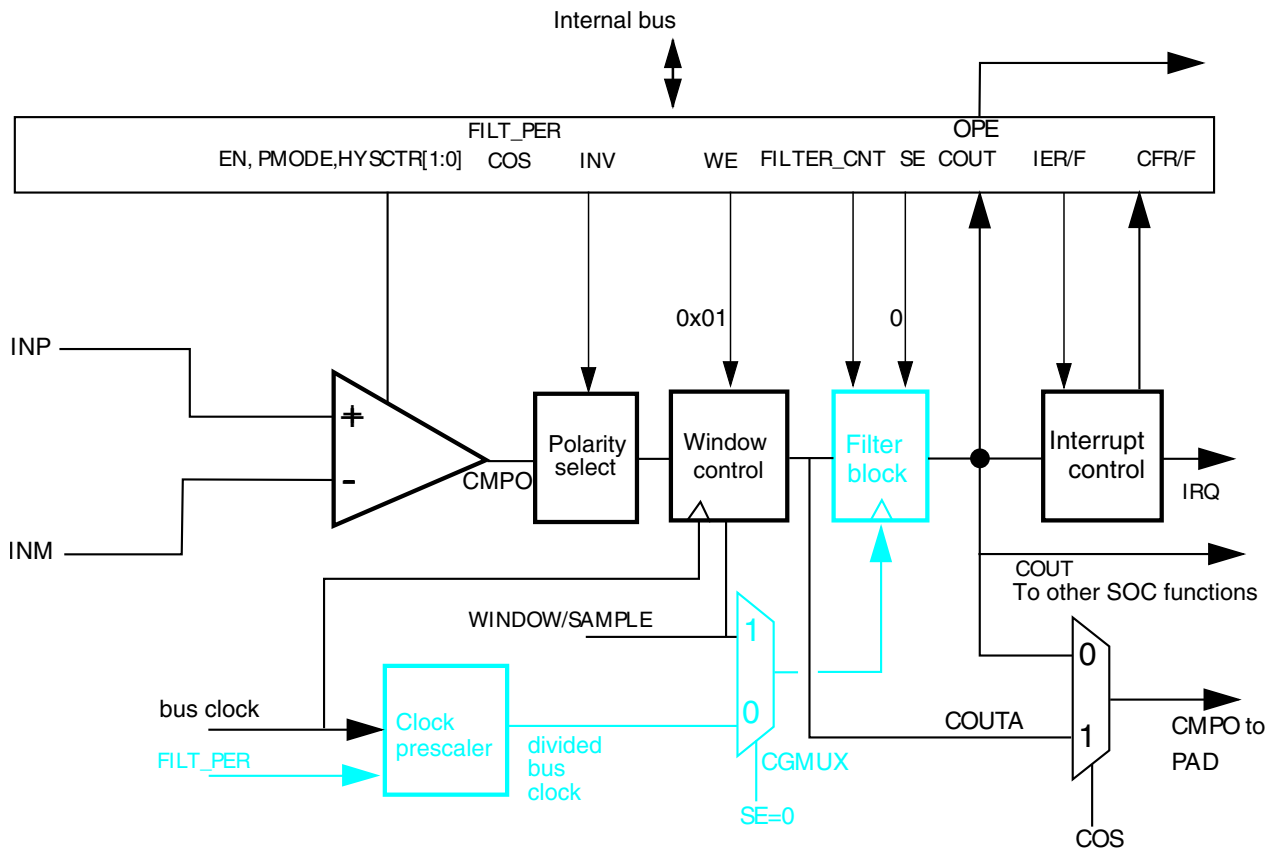 Internal bus
FILT_PER
OPE
EN, PMODE,HYSCTR[1:0]
COS
INV
WE
FILTER_CNT
SE
COUT
IER/F
CFR/F
0x01
0
INP
+
-
INM
CMPO
Polarity
select
Window
control
Filter
block
Interrupt
control
IRQ
COUT
To other SOC functions
WINDOW/SAMPLE
1
0
bus clock
FILT_PER
Clock
prescaler
divided
bus
clock
CGMUX
SE=0
COUTA
0
1
CMPO to
PAD
COS